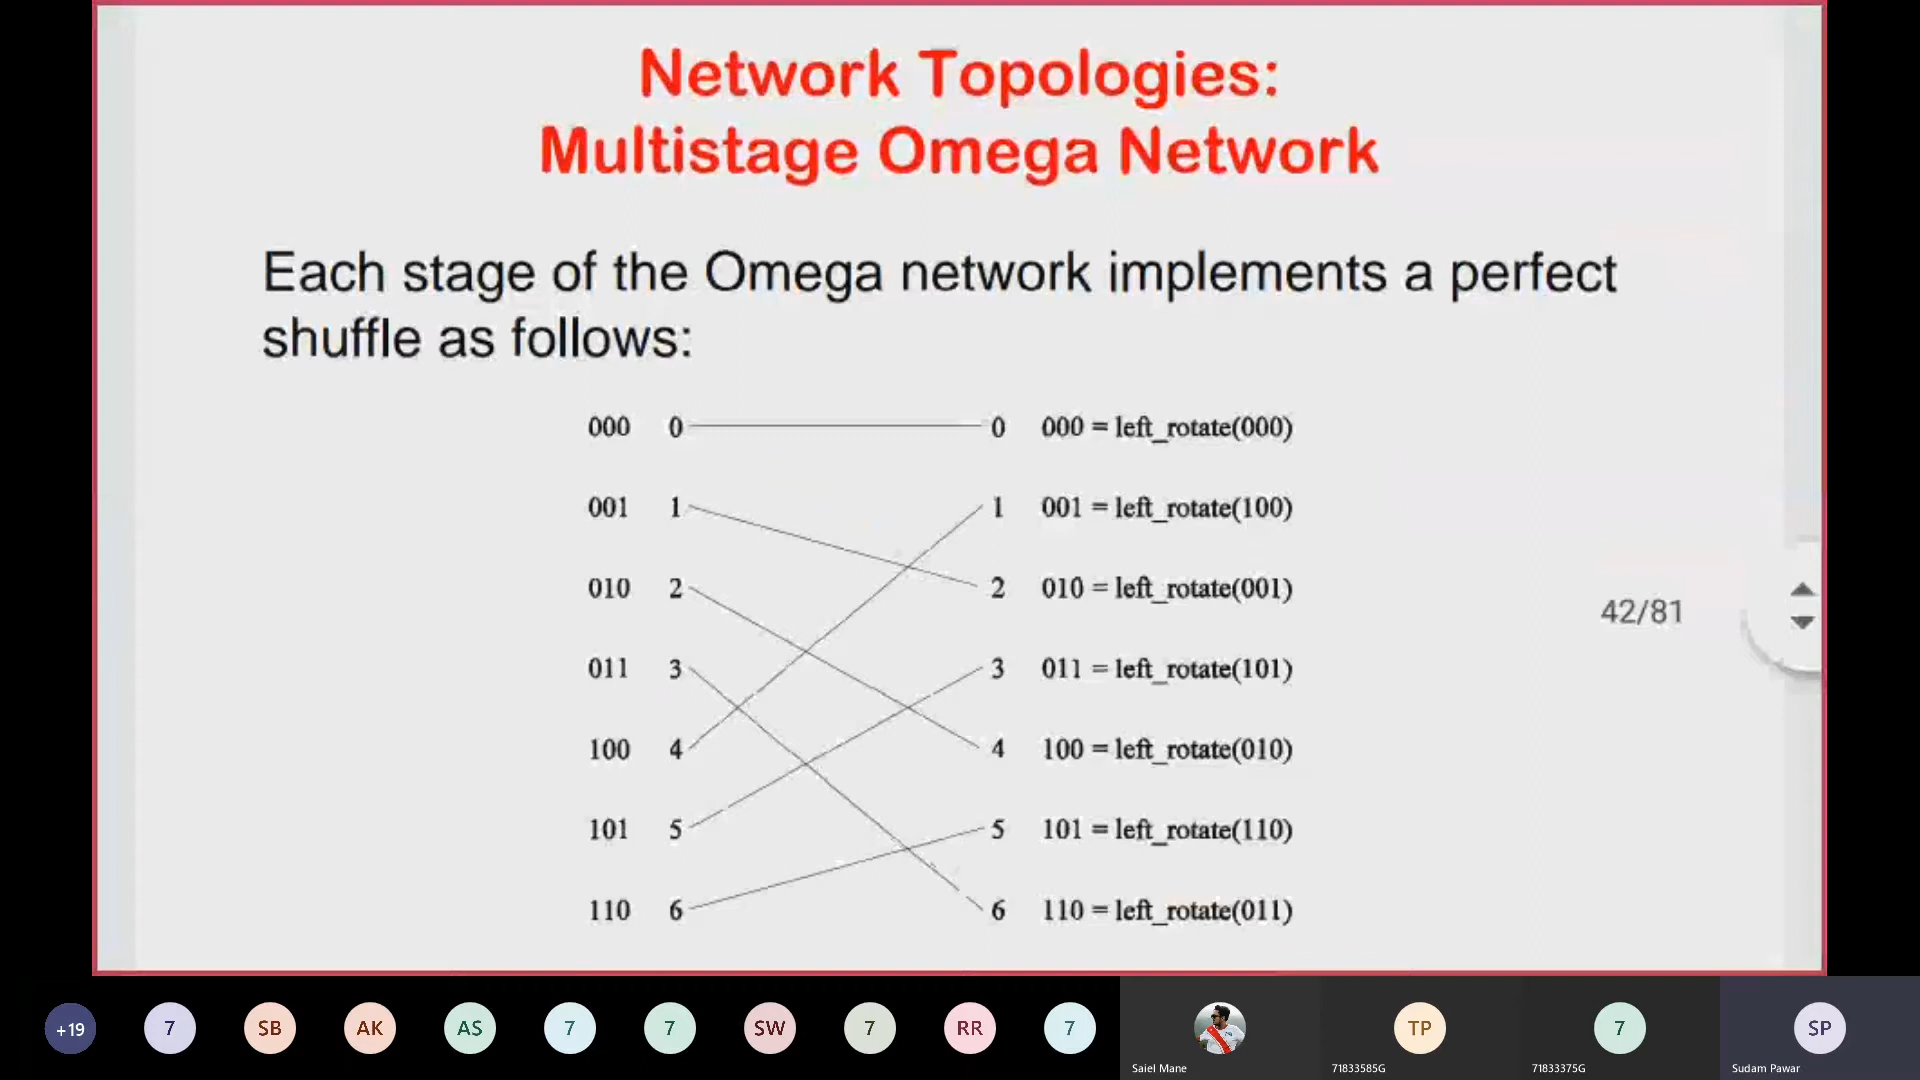 Network Topologies:
Multistage Omega Network
Each stage of the Omega network implements a perfect
shuffle as follows:
000 0 0 000 = left_rotate(000)
001 1 1 001 = left_rotate(100)
010 2 2 010 = left_rotate(001)
011 3 3 011 = left_rotate(101)
42/81
100 4 4 100 = left_rotate(010)
101 5 5 101 = left_rotate(110)
110 6 6 110 = left_rotate(011)
+19 7 SB AK AS 7 7 SW 7 RR 7 TP 7 SP
Saiel Mane 71833585G 71833375G Sudam Pawar